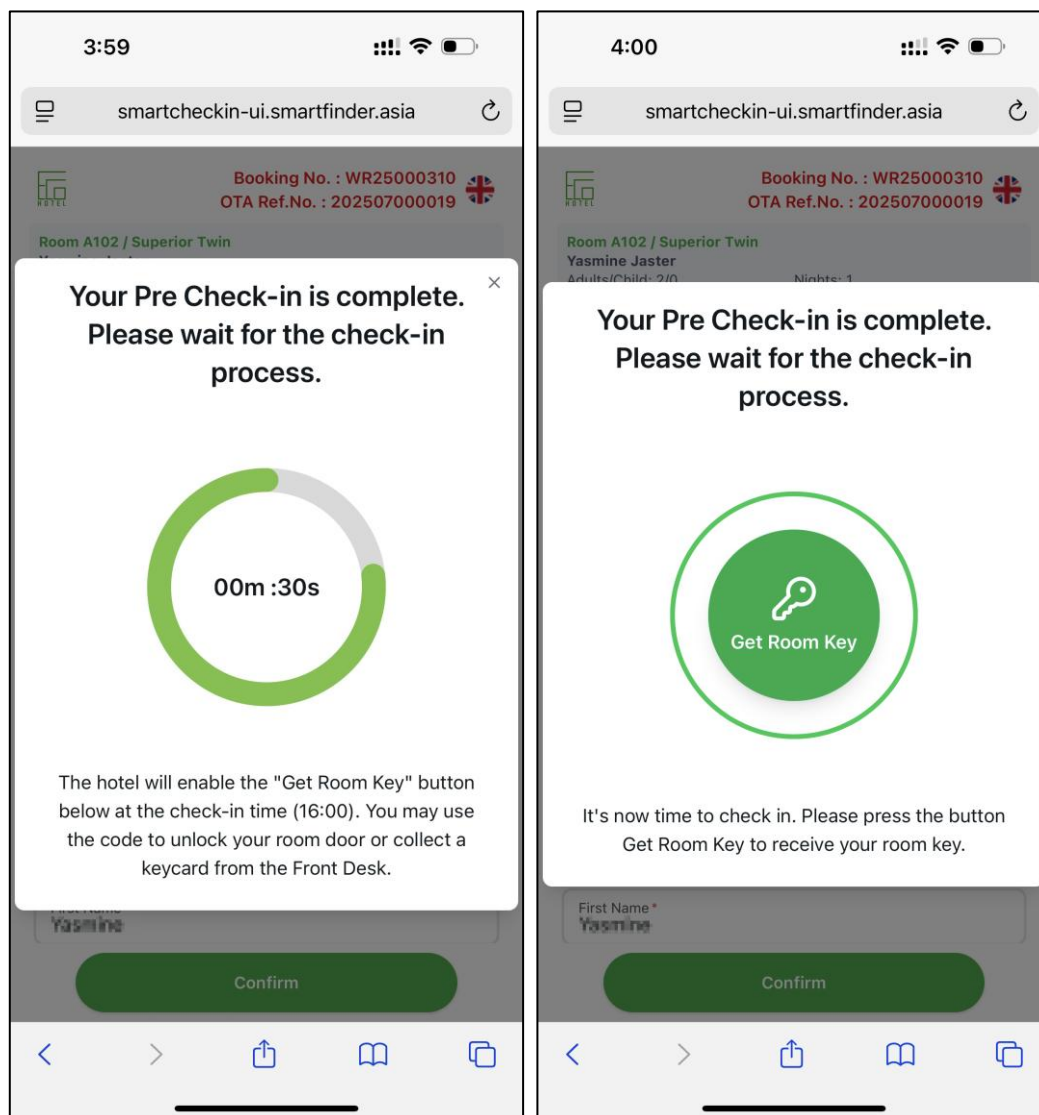 3:59
smartcheckin-ui.smartfinder.asia
HOTEL
Booking No. : WR25000310
OTA Ref.No. : 202507000019
Room A102 / Superior Twin
Your Pre Check-in is complete.
Please wait for the check-in
process.
00m :30s
The hotel will enable the "Get Room Key" button
below at the check-in time (16:00). You may use
the code to unlock your room door or collect a
keycard from the Front Desk.
First Name
Yasmine
Confirm
4:00
smartcheckin-ui.smartfinder.asia
HOTEL
Booking No. : WR25000310
OTA Ref.No. : 202507000019
Room A102 / Superior Twin
Yasmine Jaster
Adults/Child: 2/0 Nights: 1
Your Pre Check-in is complete.
Please wait for the check-in
process.
Get Room Key
It's now time to check in. Please press the button
Get Room Key to receive your room key.
First Name*
Yasmine
Confirm